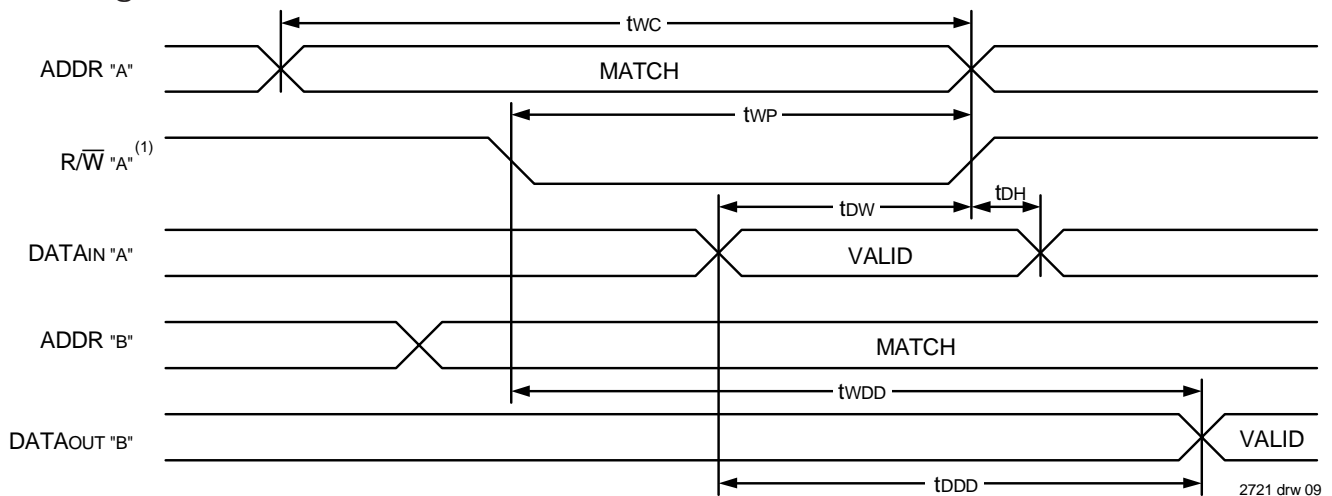 tWC
ADDR "A"
MATCH
tWP
R/W̅ "A"(1)
tDW
tDH
DATAIN "A"
VALID
ADDR "B"
MATCH
tWDD
DATAOUT "B"
VALID
tDDD
2721 drw 09